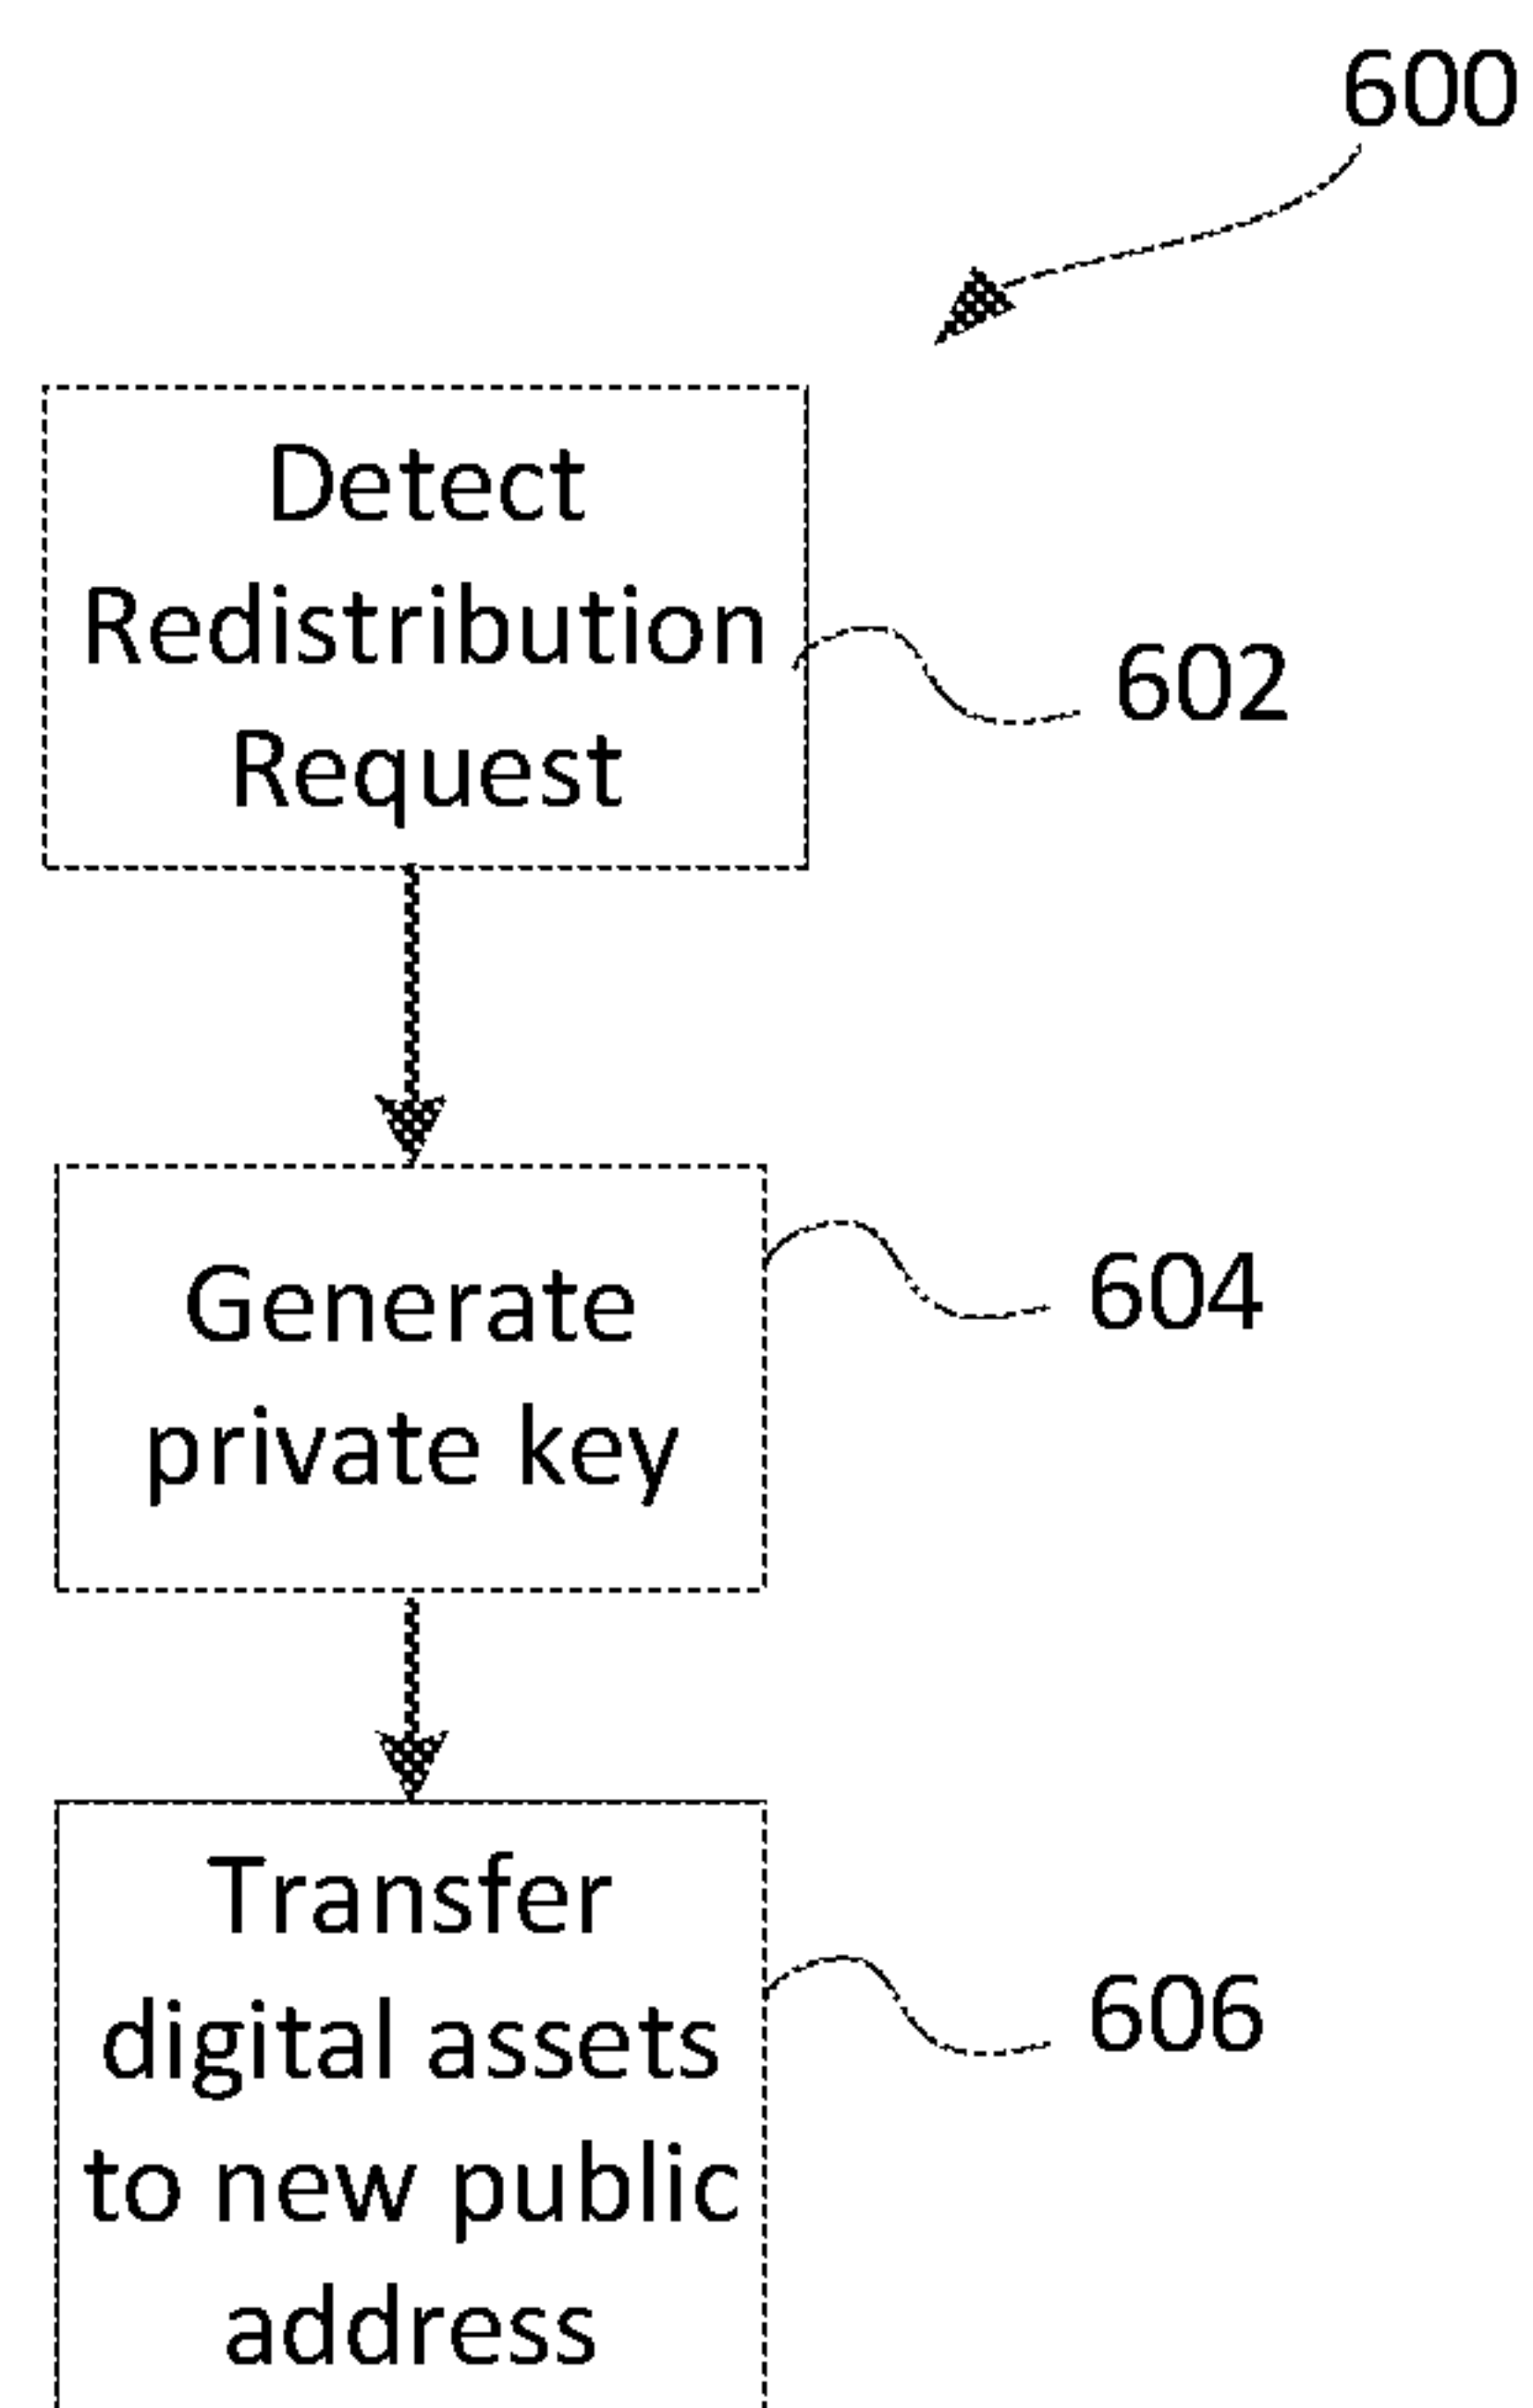 600
Detect
Redistribution
Request
602
Generate
private key
604
Transfer
digital assets
to new public
address
606